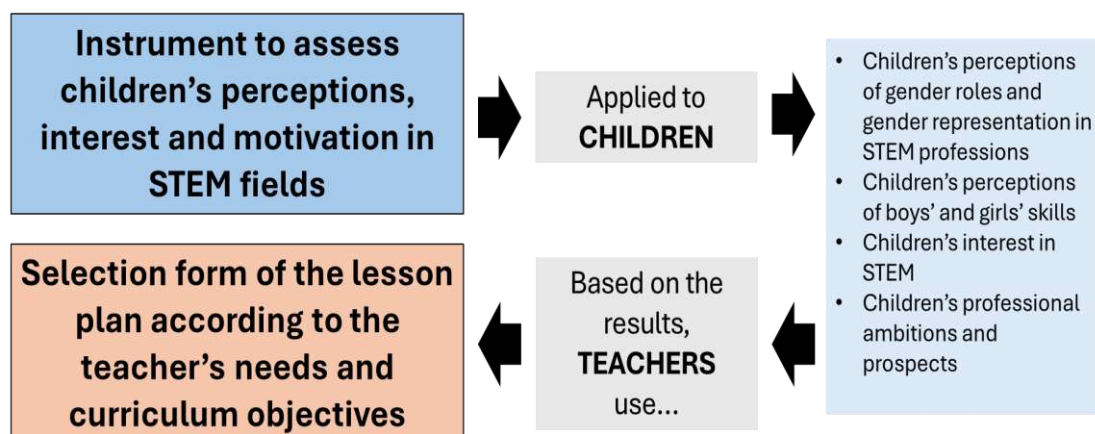 Instrument to assess
children's perceptions,
interest and motivation in
STEM fields
Applied to
CHILDREN
• Children's perceptions
of gender roles and
gender representation in
STEM professions
• Children's perceptions
of boys' and girls' skills
• Children's interest in
STEM
• Children's professional
ambitions and
prospects
Based on the
results,
TEACHERS
use...
Selection form of the lesson
plan according to the
teacher's needs and
curriculum objectives